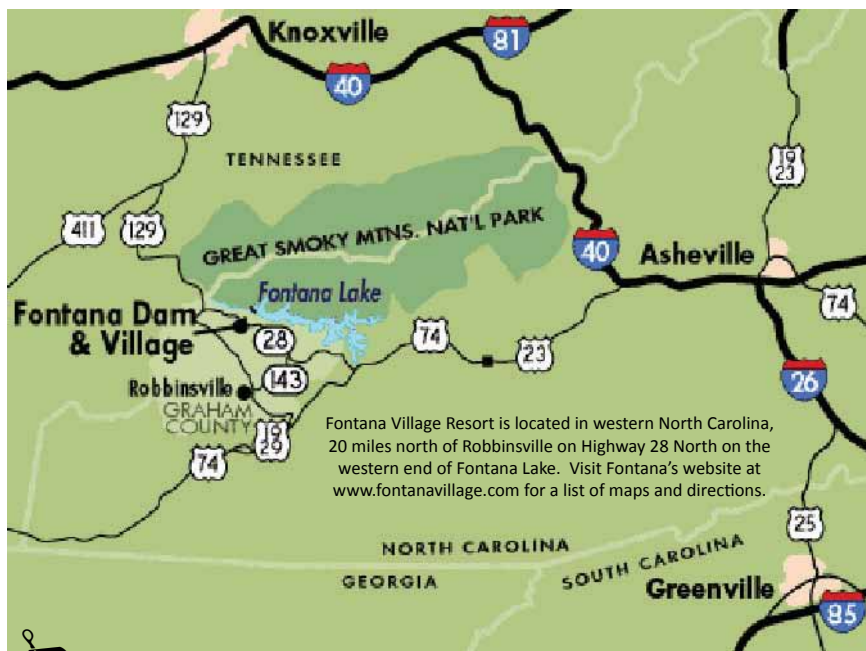 Knoxville
81
40
129
TENNESSEE
19
23
411
129
GREAT SMOKY MTNS. NAT'L PARK
40
Asheville
Fontana Lake
Fontana Dam
& Village
28
74
23
74
143
26
Robbinsville
GRAHAM
COUNTY
19
29
74
Fontana Village Resort is located in western North Carolina,
20 miles north of Robbinsville on Highway 28 North on the
western end of Fontana Lake. Visit Fontana's website at
www.fontanavillage.com for a list of maps and directions.
25
NORTH CAROLINA
GEORGIA
SOUTH CAROLINA
Greenville
85